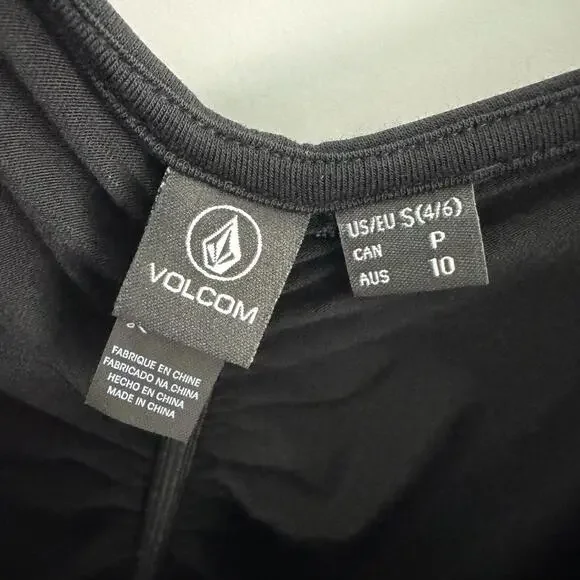 VOLCOM
US/EU S(4/6)
CAN P
AUS 10
FABRIQUE EN CHINE
FABRICADO NA CHINA
HECHO EN CHINA
MADE IN CHINA